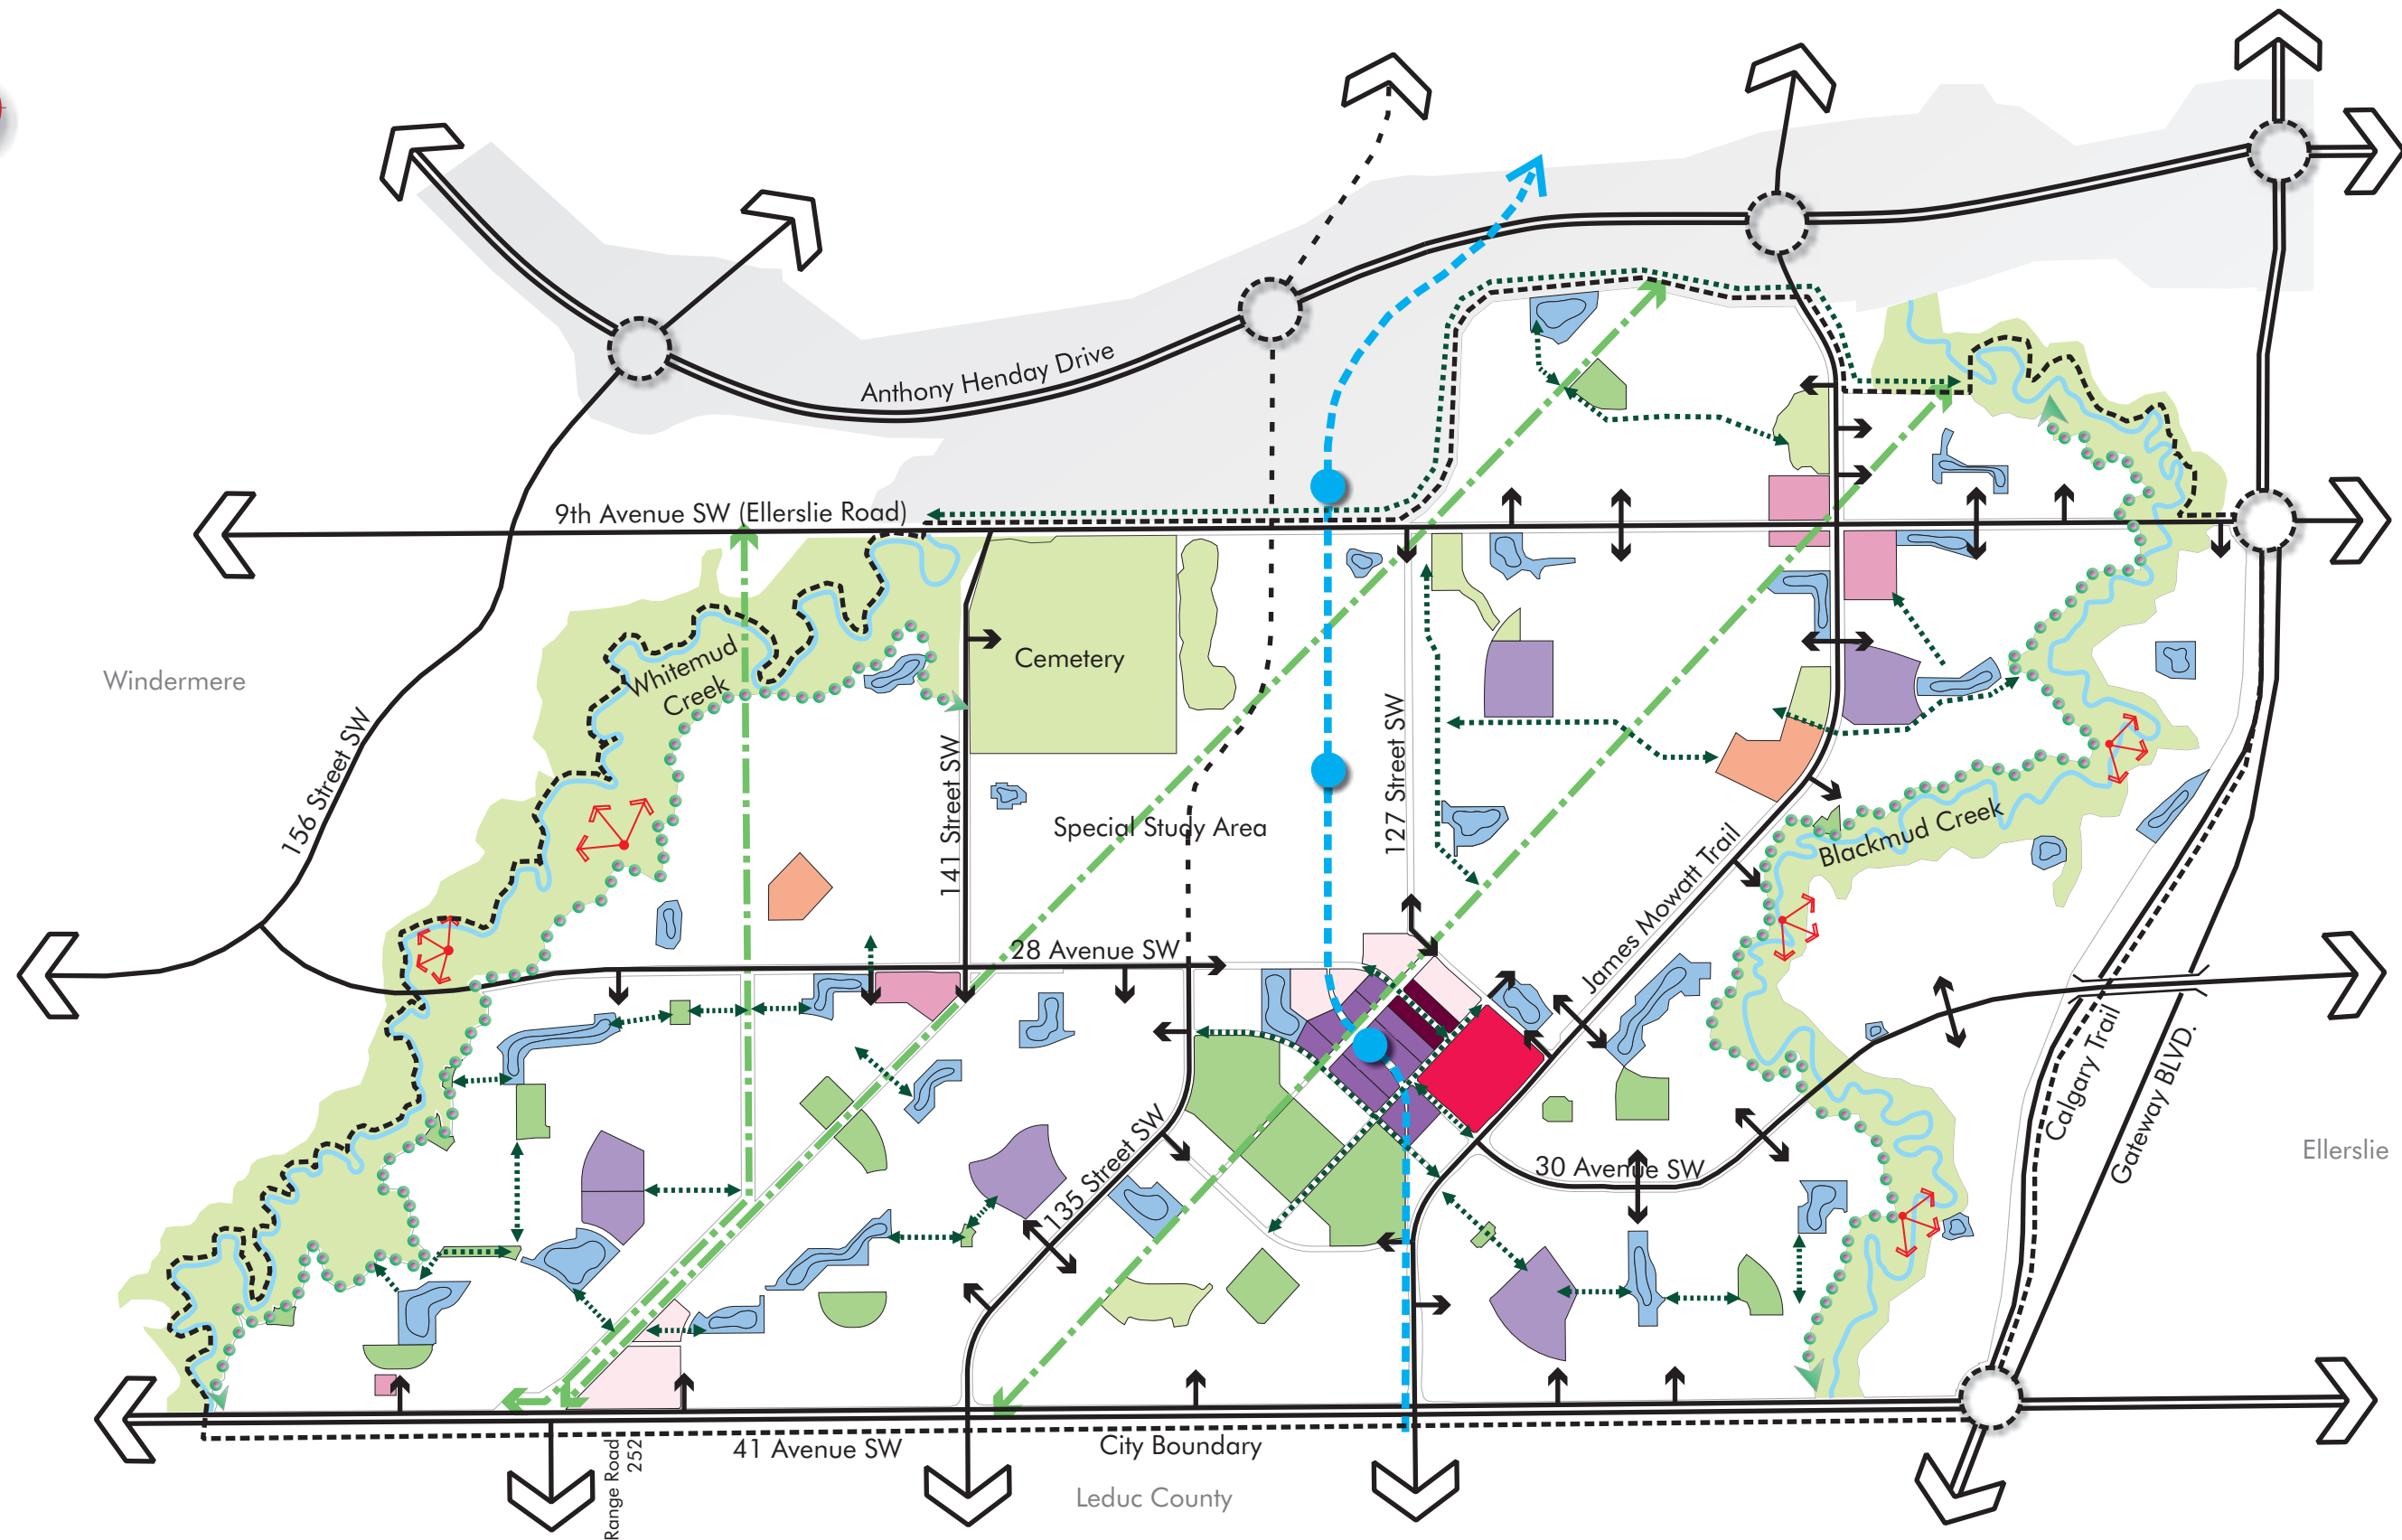 Anthony Henday Drive
9th Avenue SW (Ellerslie Road)
Windermere
Whitemud
Creek
Cemetery
156 Street SW
141 Street SW
127 Street SW
Special Study Area
James Mowatt Trail
Blackmud Creek
28 Avenue SW
135 Street SW
30 Avenue SW
Calgary Trail
Gateway BLVD.
Ellerslie
Range Road
252
41 Avenue SW
City Boundary
Leduc County